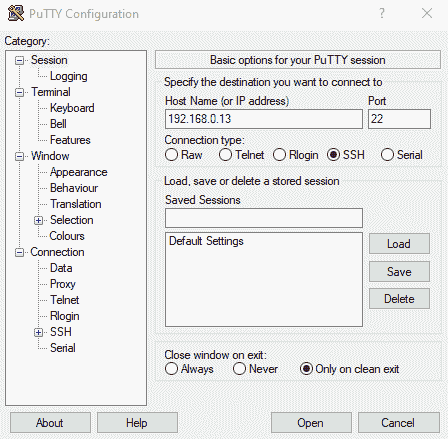 PuTTY Configuration ? ×
Category:
Session
Logging
Terminal
Keyboard
Bell
Features
Window
Appearance
Behaviour
Translation
Selection
Colours
Connection
Data
Proxy
Telnet
Rlogin
SSH
Serial
Basic options for your PuTTY session
Specify the destination you want to connect to
Host Name (or IP address) Port
192.168.0.13 22
Connection type:
Raw Telnet Rlogin SSH Serial
Load, save or delete a stored session
Saved Sessions
Default Settings
Load
Save
Delete
Close window on exit:
Always Never Only on clean exit
About Help Open Cancel